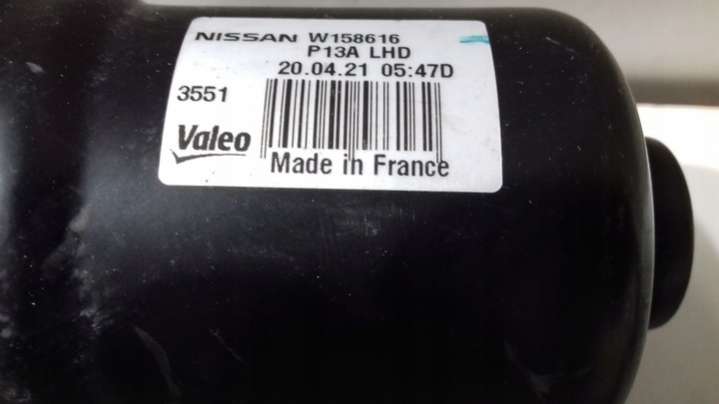 NISSAN W158616
P13A LHD
20.04.21 05:47D
3551
Valeo
Made in France